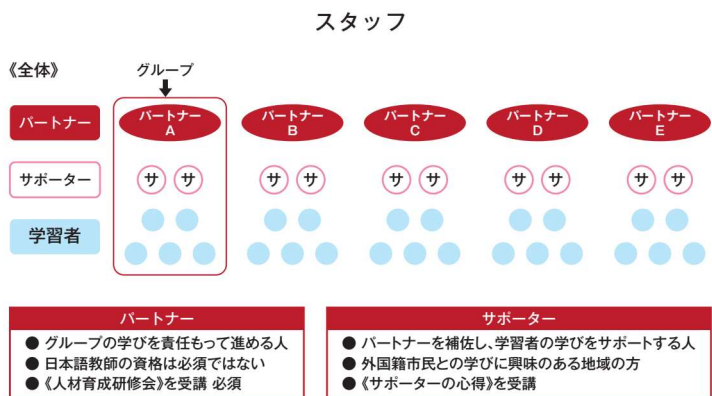 スタッフ
《全体》
グループ
パートナー
パートナー
A
パートナー
B
パートナー
C
パートナー
D
パートナー
E
サポーター
サ サ
サ サ
サ サ
サ サ
サ サ
学習者
パートナー
● グループの学びを責任もって進める人
● 日本語教師の資格は必須ではない
● 《人材育成研修会》を受講 必須
サポーター
● パートナーを補佐し、学習者の学びをサポートする人
● 外国籍市民との学びに興味のある地域の方
● 《サポーターの心得》を受講